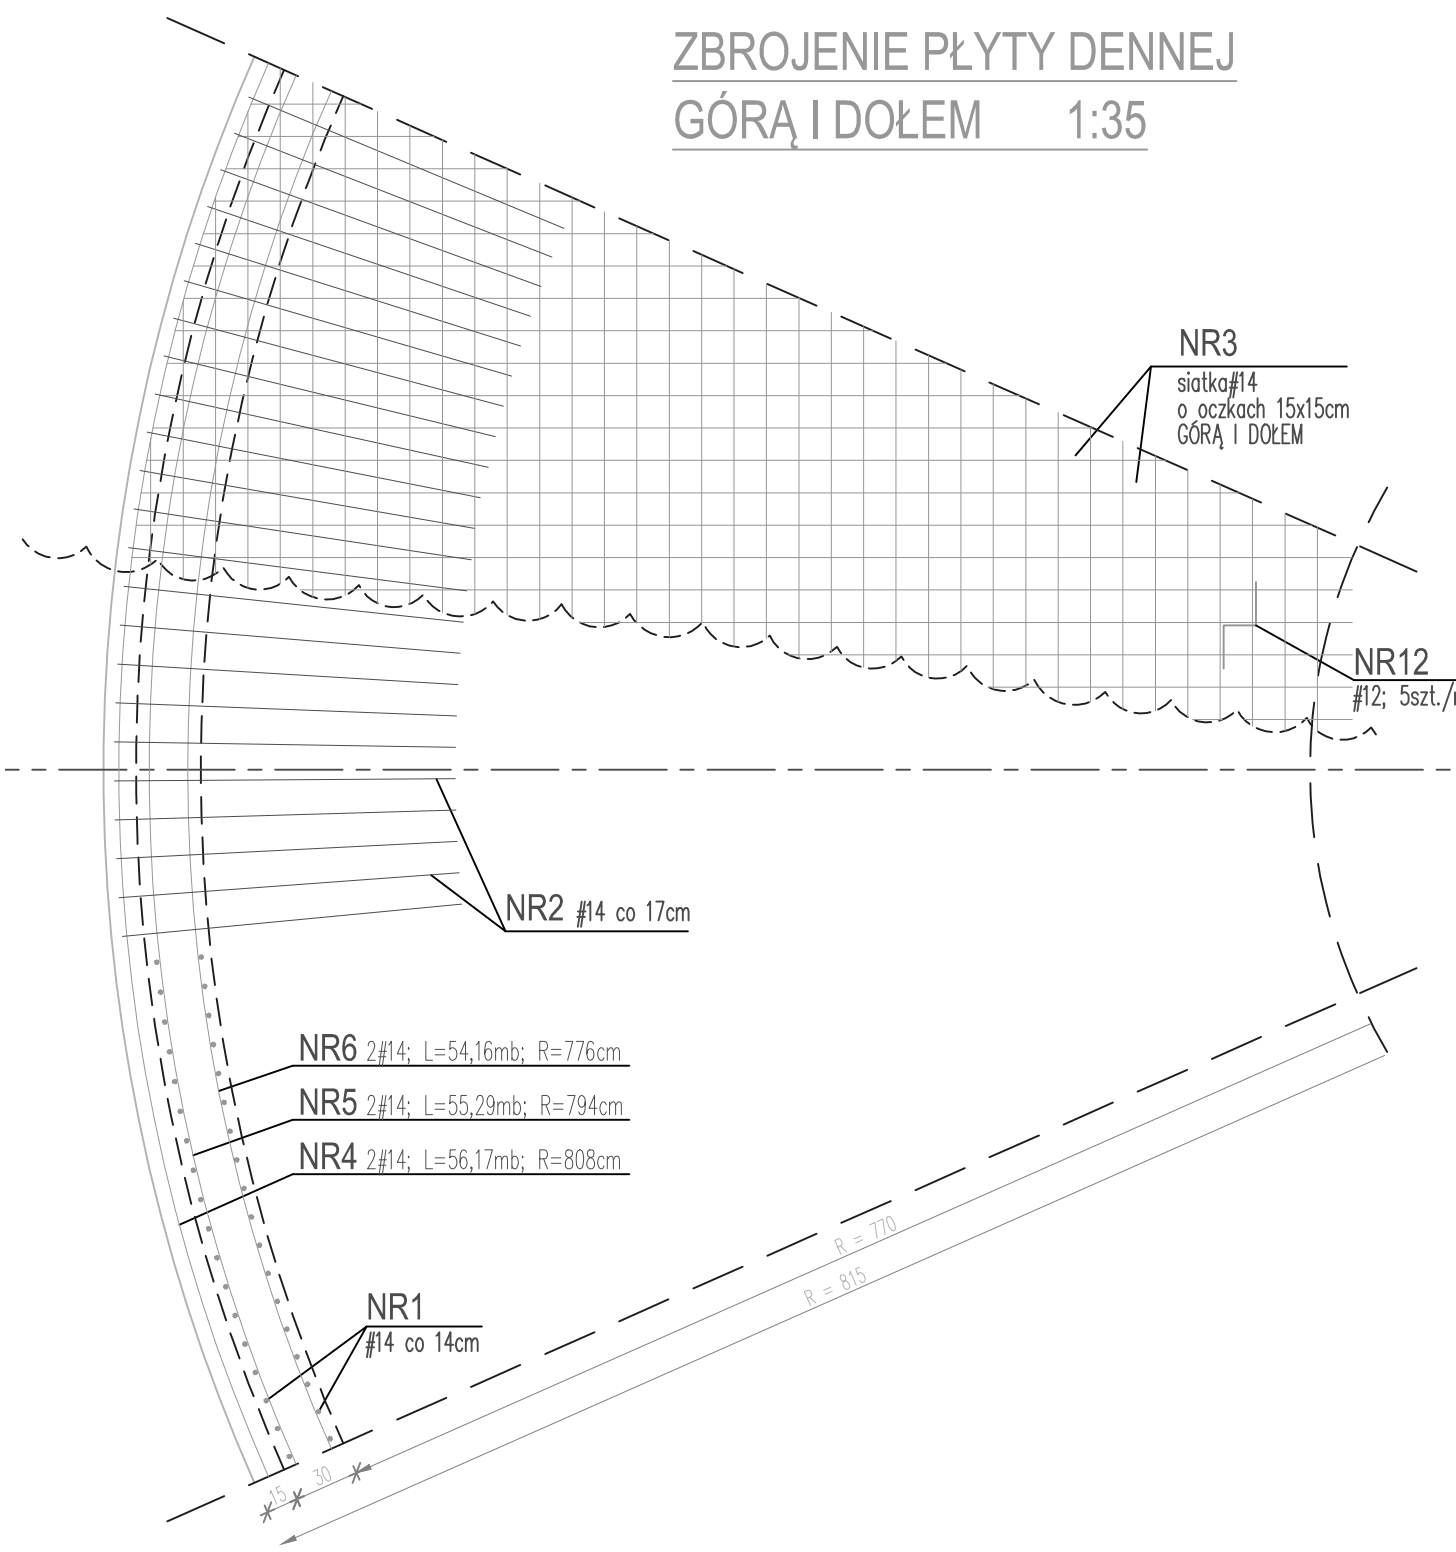 ZBROJENIE PŁYTY DENNEJ
GÓRĄ I DOŁEM 1:35
NR3
siatka#14
o oczkach 15x15cm
GÓRĄ I DOŁEM
NR12
#12; 5szt./
NR2 #14 co 17cm
NR6 2#14; L=54,16mb; R=776cm
NR5 2#14; L=55,29mb; R=794cm
NR4 2#14; L=56,17mb; R=808cm
R = 770
R = 815
NR1
#14 co 14cm
15
30